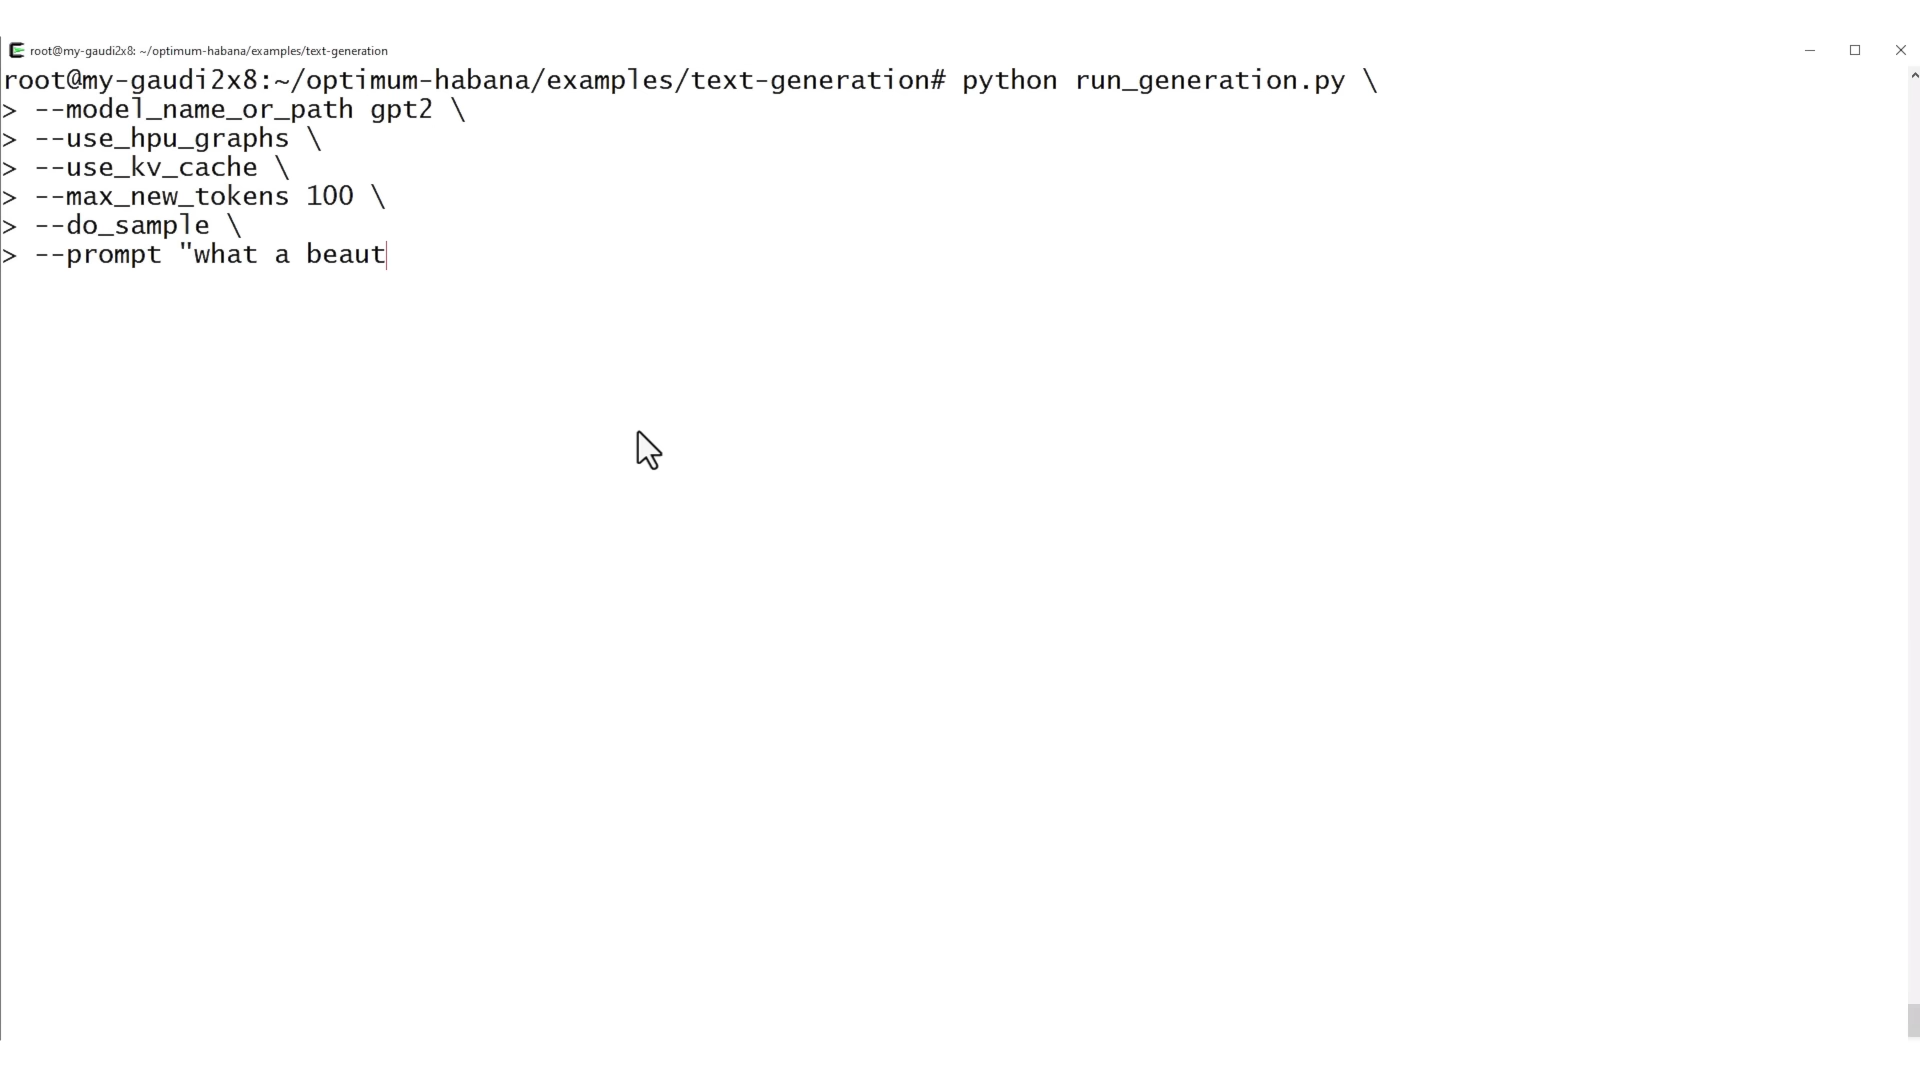 root@my-gaudi2x8: ~/optimum-habana/examples/text-generation
root@my-gaudi2x8:~/optimum-habana/examples/text-generation# python run_generation.py \
> --model_name_or_path gpt2 \
> --use_hpu_graphs \
> --use_kv_cache \
> --max_new_tokens 100 \
> --do_sample \
> --prompt "what a beaut